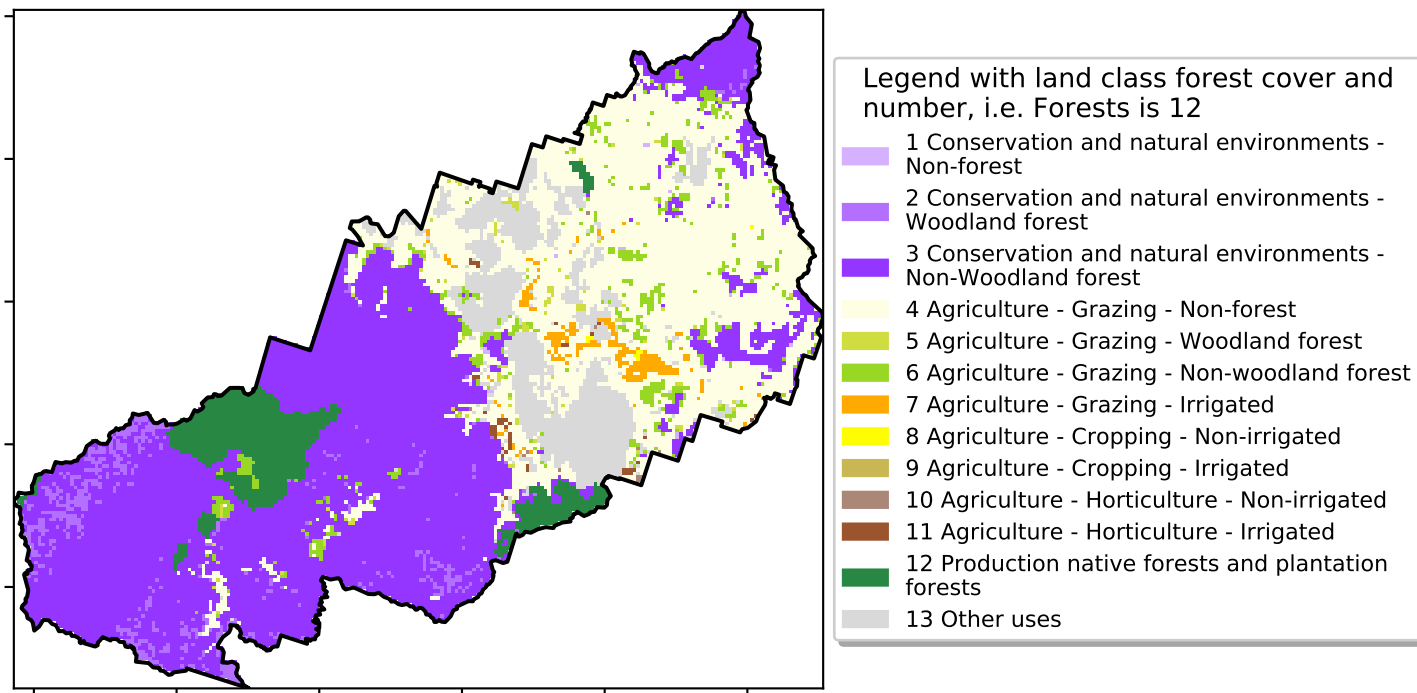 Legend with land class forest cover and
number, i.e. Forests is 12
1 Conservation and natural environments -
Non-forest
2 Conservation and natural environments -
Woodland forest
3 Conservation and natural environments -
Non-Woodland forest
4 Agriculture - Grazing - Non-forest
5 Agriculture - Grazing - Woodland forest
6 Agriculture - Grazing - Non-woodland forest
7 Agriculture - Grazing - Irrigated
8 Agriculture - Cropping - Non-irrigated
9 Agriculture - Cropping - Irrigated
10 Agriculture - Horticulture - Non-irrigated
11 Agriculture - Horticulture - Irrigated
12 Production native forests and plantation
forests
13 Other uses